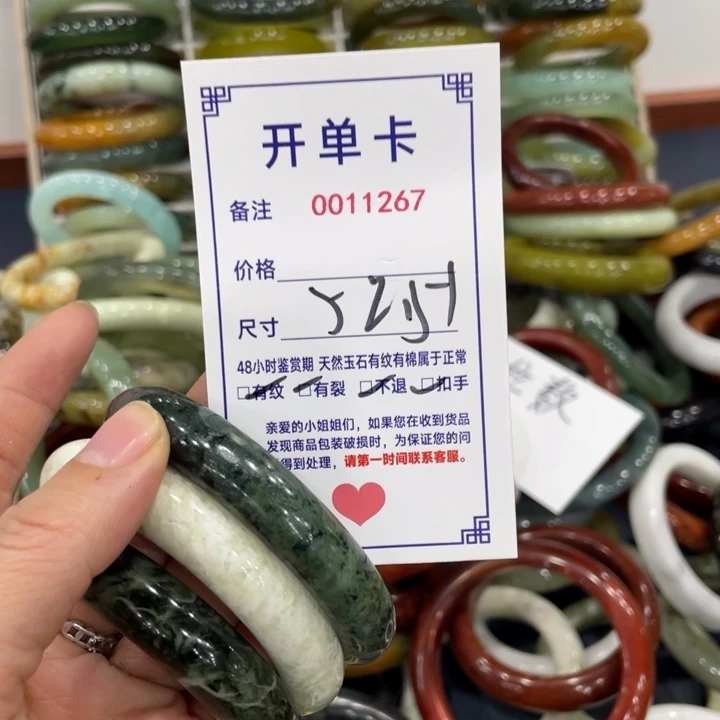 开单卡
备注 0011267
价格
尺寸
48小时鉴赏期 天然玉石有纹有棉属于正常
□有纹 □有裂 □不退 □扣手
亲爱的小姐姐们，如果您在收到货品
发现商品包装破损时，为保证您的问
得到处理，请第一时间联系客服。